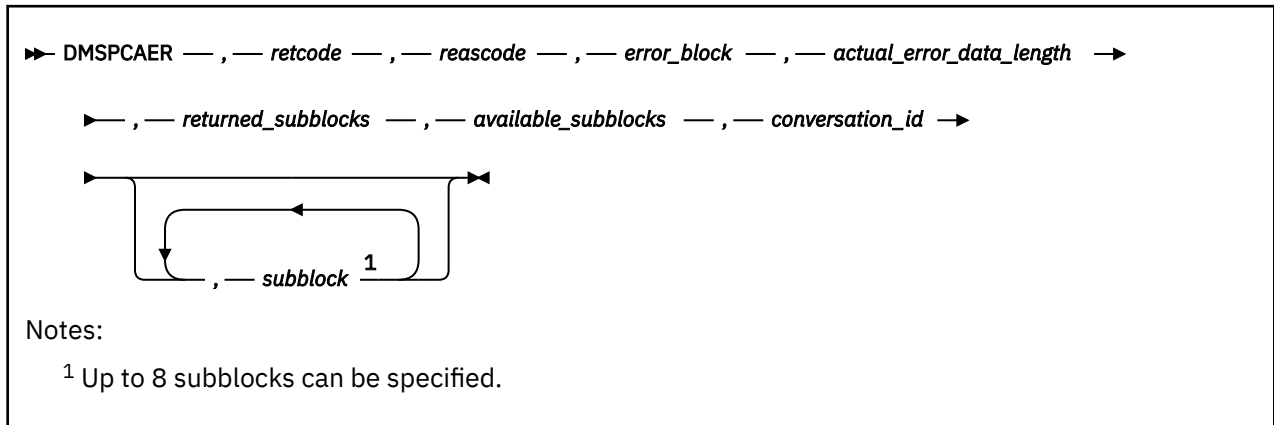 DMSPCAER — , — retcode — , — reascode — , — error_block — , — actual_error_data_length
— , — returned_subblocks — , — available_subblocks — , — conversation_id
, — subblock 1
Notes:
1 Up to 8 subblocks can be specified.